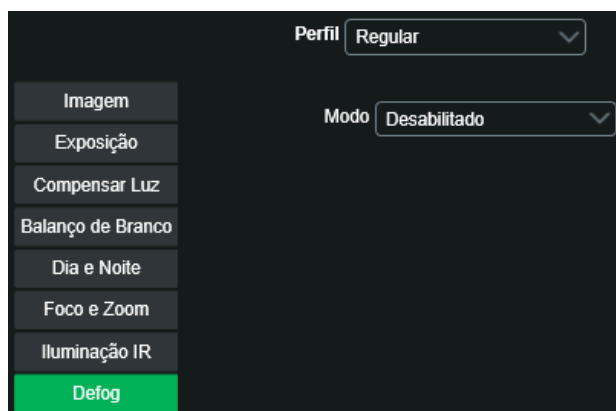 Perfil Regular
Imagem
Modo Desabilitado
Exposição
Compensar Luz
Balanço de Branco
Dia e Noite
Foco e Zoom
Iluminação IR
Defog